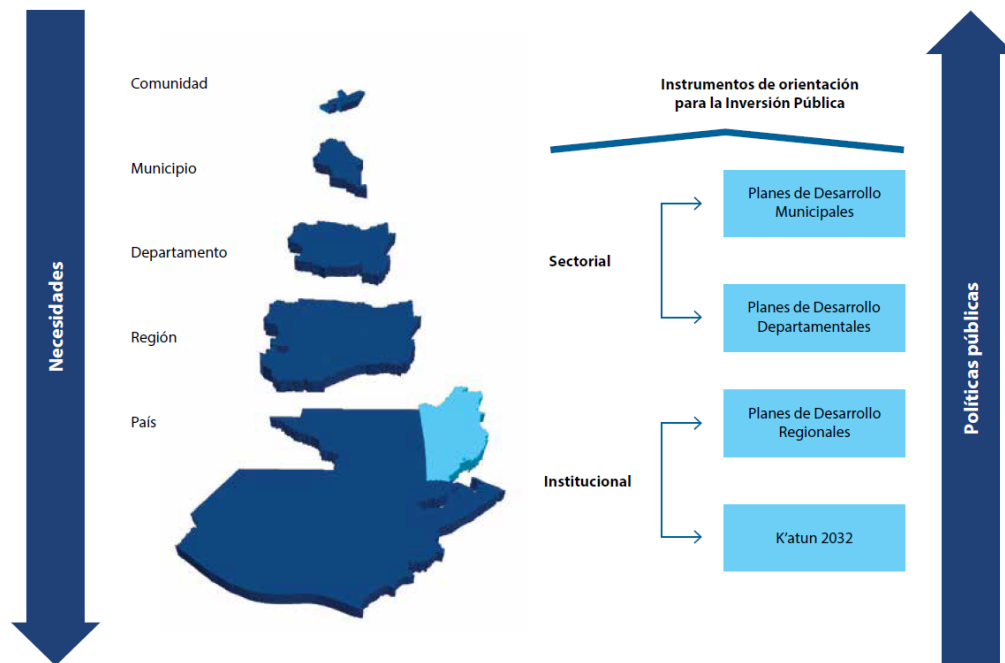 Necesidades
Comunidad
Municipio
Departamento
Región
País
Instrumentos de orientación
para la Inversión Pública
Sectorial
Planes de Desarrollo
Municipales
Planes de Desarrollo
Departamentales
Institucional
Planes de Desarrollo
Regionales
K'atun 2032
Políticas públicas